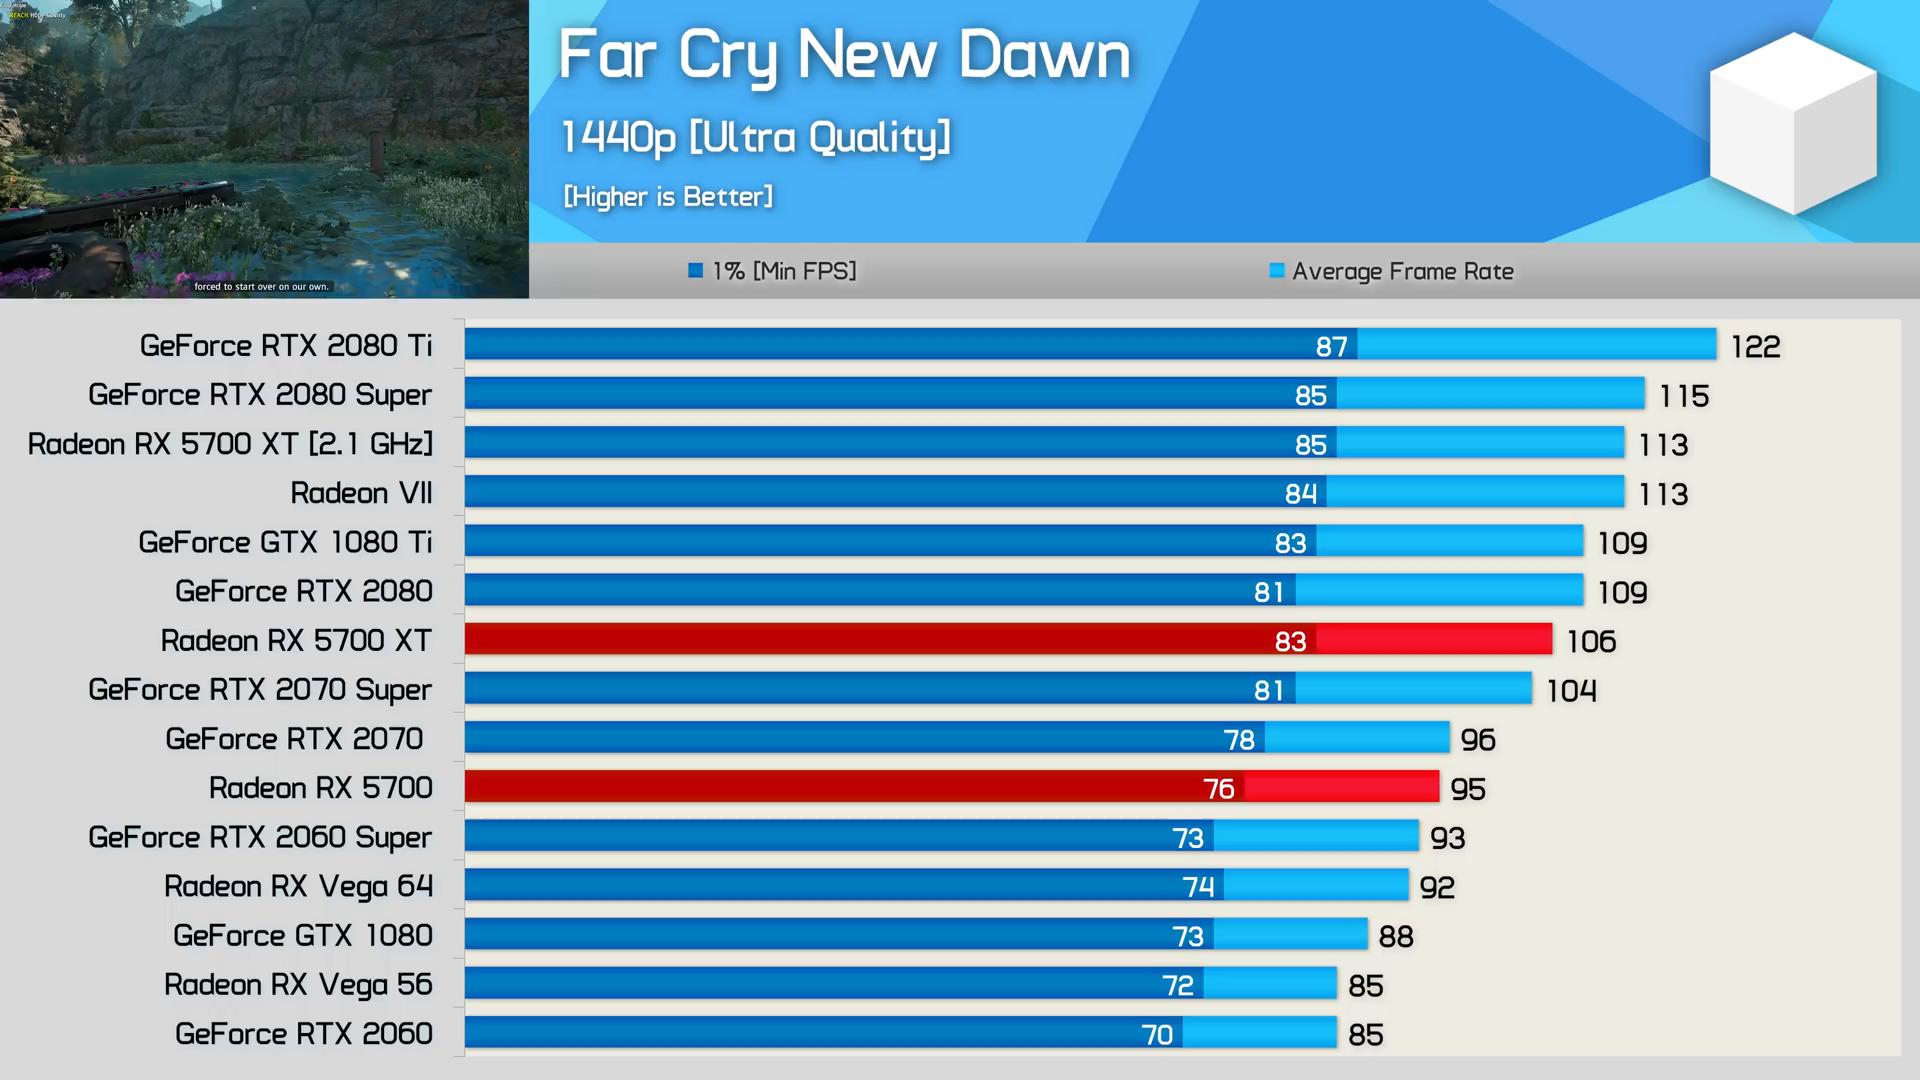 REACH Hope County
forced to start over on our own.
Far Cry New Dawn
1440p [Ultra Quality]
[Higher is Better]
1% [Min FPS]
Average Frame Rate
GeForce RTX 2080 Ti 87 122
GeForce RTX 2080 Super 85 115
Radeon RX 5700 XT [2.1 GHz] 85 113
Radeon VII 84 113
GeForce GTX 1080 Ti 83 109
GeForce RTX 2080 81 109
Radeon RX 5700 XT 83 106
GeForce RTX 2070 Super 81 104
GeForce RTX 2070 78 96
Radeon RX 5700 76 95
GeForce RTX 2060 Super 73 93
Radeon RX Vega 64 74 92
GeForce GTX 1080 73 88
Radeon RX Vega 56 72 85
GeForce RTX 2060 70 85